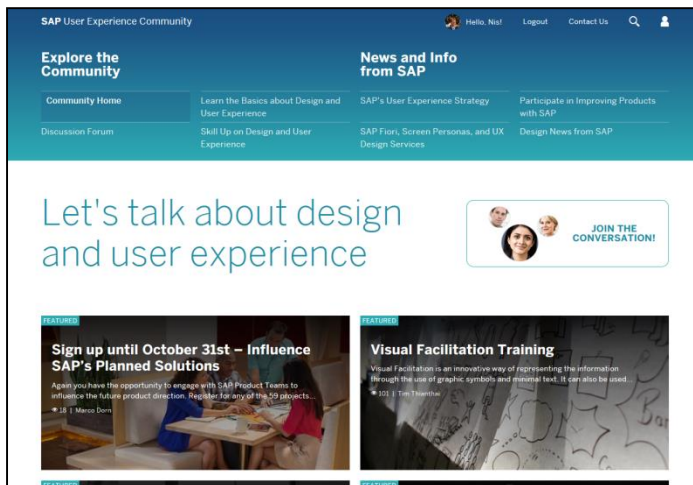 SAP User Experience Community
Hello, Nis!
Logout
Contact Us
Explore the
Community
News and Info
from SAP
Community Home
Learn the Basics about Design and
User Experience
SAP's User Experience Strategy
Participate in Improving Products
with SAP
Discussion Forum
Skill Up on Design and User
Experience
SAP Fiori, Screen Personas, and UX
Design Services
Design News from SAP
Let's talk about design
and user experience
JOIN THE
CONVERSATION!
FEATURED
Sign up until October 31st – Influence
SAP's Planned Solutions
Again you have the opportunity to engage with SAP Product Teams to
influence the future product direction. Register for any of the 59 projects...
18 | Marco Dorn
FEATURED
Visual Facilitation Training
Visual Facilitation is an innovative way of representing the information
through the use of graphic symbols and minimal text. It can also be used...
101 | Tim Thianthai
FEATURED
FEATURED